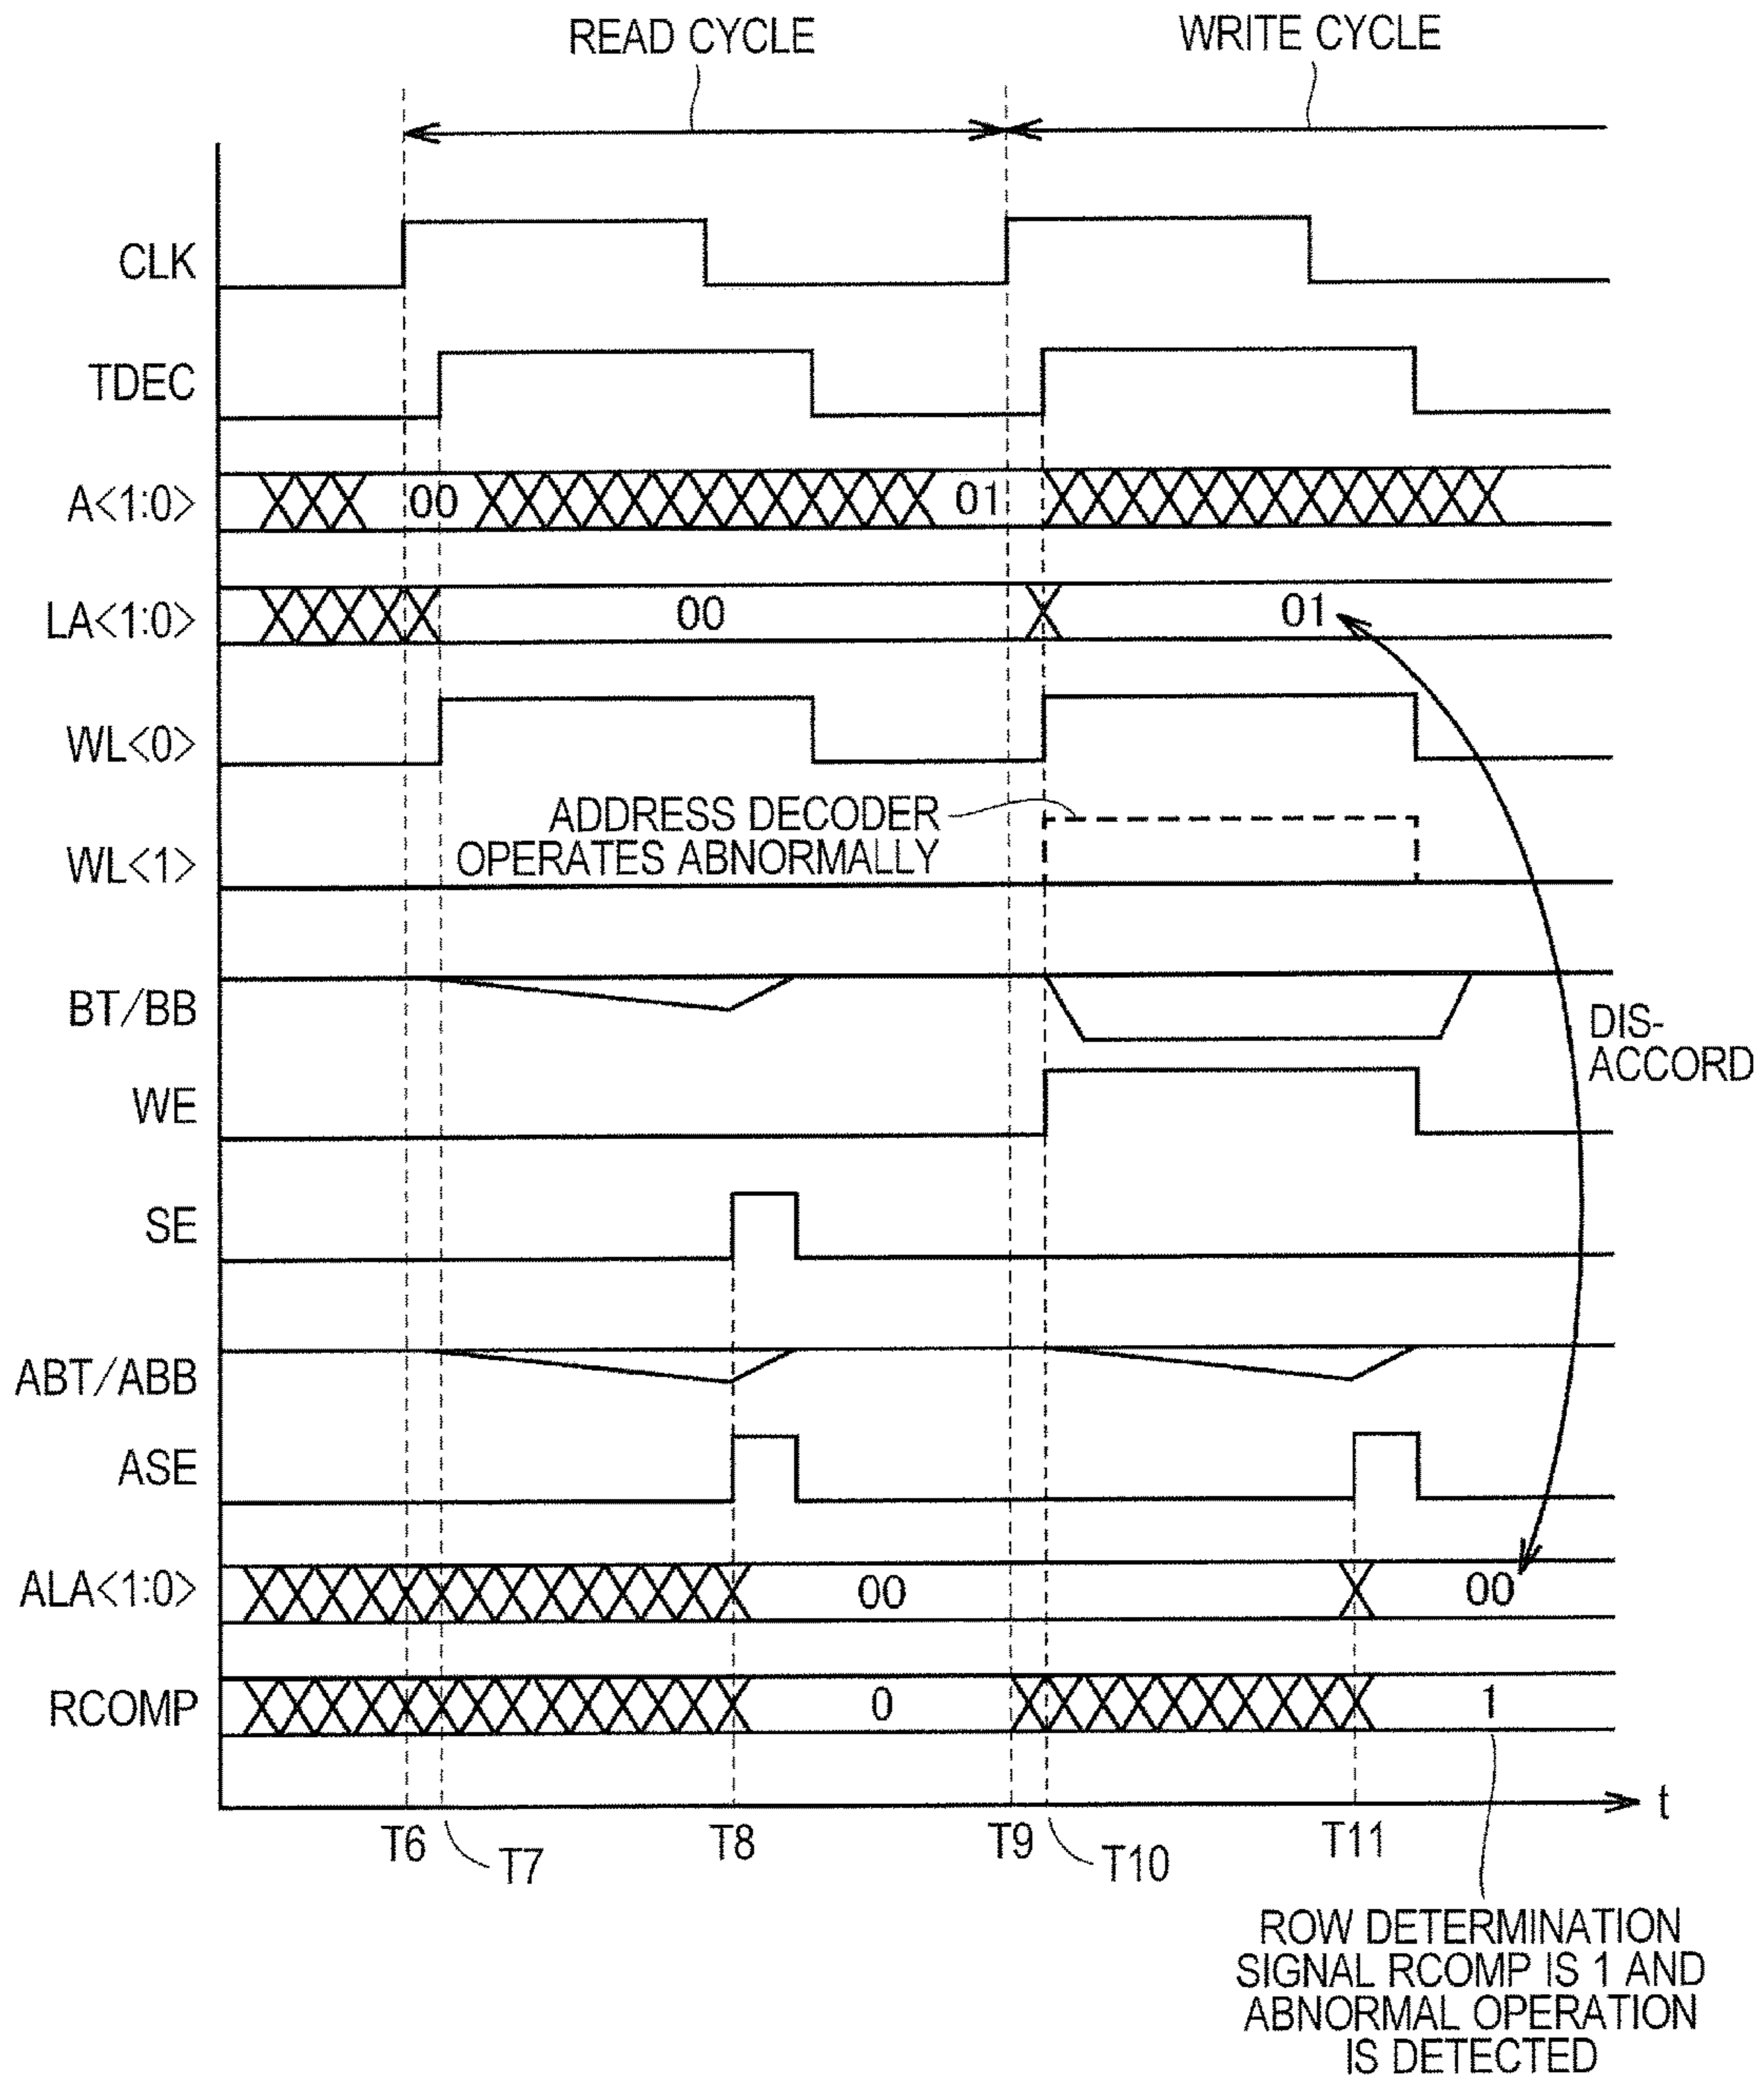 READ CYCLE
WRITE CYCLE
CLK
TDEC
A<1:0>
00
01
LA<1:0>
00
01
WL<0>
ADDRESS DECODER
OPERATES ABNORMALLY
WL<1>
BT/BB
DIS-
ACCORD
WE
SE
ABT/ABB
ASE
ALA<1:0>
00
00
RCOMP
0
1
t
T6
T7
T8
T9
T10
T11
ROW DETERMINATION
SIGNAL RCOMP IS 1 AND
ABNORMAL OPERATION
IS DETECTED